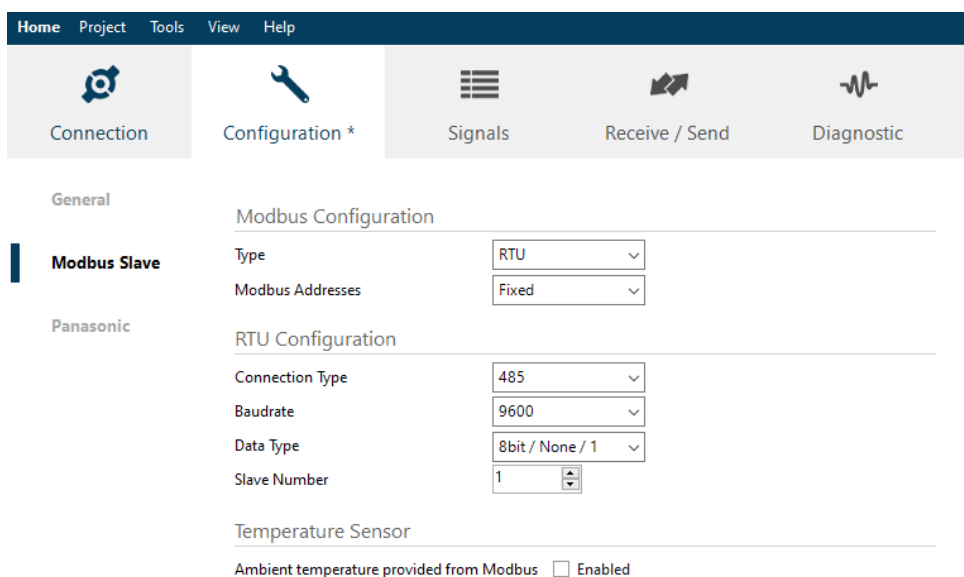 Home Project Tools View Help
Connection Configuration * Signals Receive / Send Diagnostic
General
Modbus Slave
Panasonic
Modbus Configuration
Type RTU
Modbus Addresses Fixed
RTU Configuration
Connection Type 485
Baudrate 9600
Data Type 8bit / None / 1
Slave Number 1
Temperature Sensor
Ambient temperature provided from Modbus Enabled